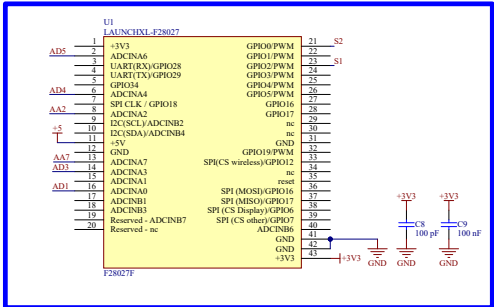 U1
LAUNCHXL-F28027
1 +3V3 GPIO0/PWM 21 S2
AD5 2 ADCINA6 GPIO1/PWM 22
3 UART(RX)/GPIO28 GPIO2/PWM 23 S1
4 UART(TX)/GPIO29 GPIO3/PWM 24
5 GPIO34 GPIO4/PWM 25
AD4 6 ADCINA4 GPIO5/PWM 26
7 SPI CLK / GPIO18 GPIO16 27
AA2 8 ADCINA2 GPIO17 28
9 I2C(SCL)/ADCINB2 nc 29
+5 10 I2C(SDA)/ADCINB4 nc 30
11 +5V GND 31
12 GND GPIO19/PWM 32
AA7 13 ADCINA7 SPI(CS wireless)/GPIO12 33
AD3 14 ADCINA3 nc 34
15 ADCINA1 reset 35
AD1 16 ADCINA0 SPI (MOSI)/GPIO16 36
17 ADCINB1 SPI (MISO)/GPIO17 37
18 ADCINB3 SPI (CS Display)/GPIO6 38
19 Reserved - ADCINB7 SPI (CS other)/GPIO7 39
20 Reserved - nc ADCINB6 40
GND 41
GND 42
+3V3 43 +3V3
GND
F28027F
+3V3 +3V3
C8 C9
100 pF 100 nF
GND GND